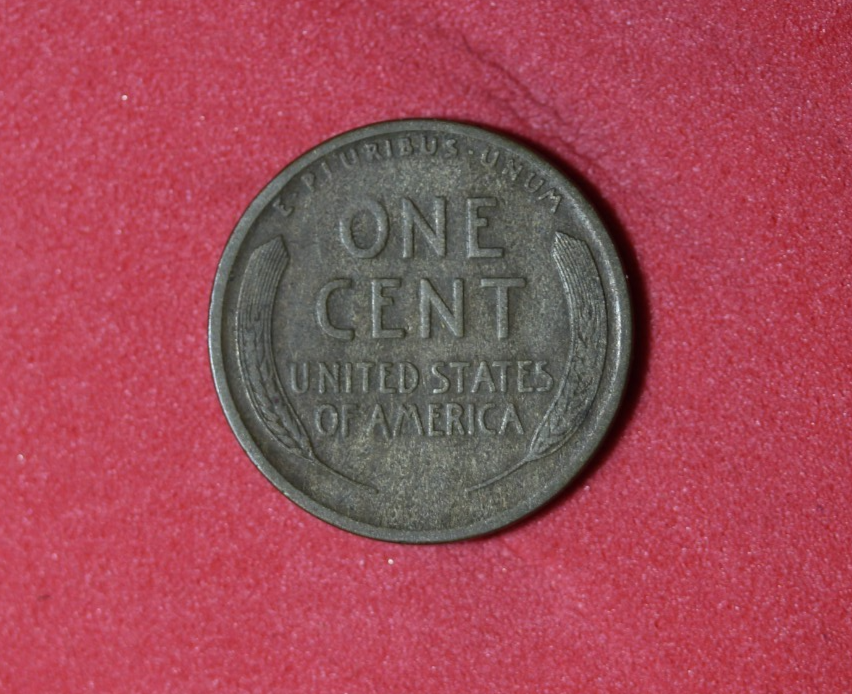 E·PLURIBUS·UNUM
ONE
CENT
UNITED STATES
OF AMERICA